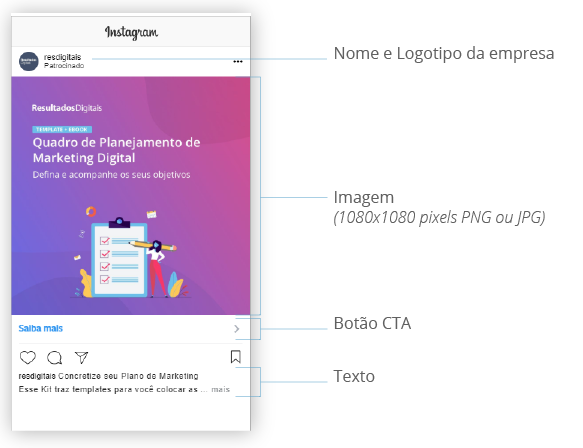 Instagram
resdigitais
Patrocinado
Nome e Logotipo da empresa
ResultadosDigitais
TEMPLATE + EBOOK
Quadro de Planejamento de
Marketing Digital
Defina e acompanhe os seus objetivos
Imagem
(1080x1080 pixels PNG ou JPG)
Saiba mais
Botão CTA
resdigitais Concretize seu Plano de Marketing
Esse Kit traz templates para você colocar as ... mais
Texto